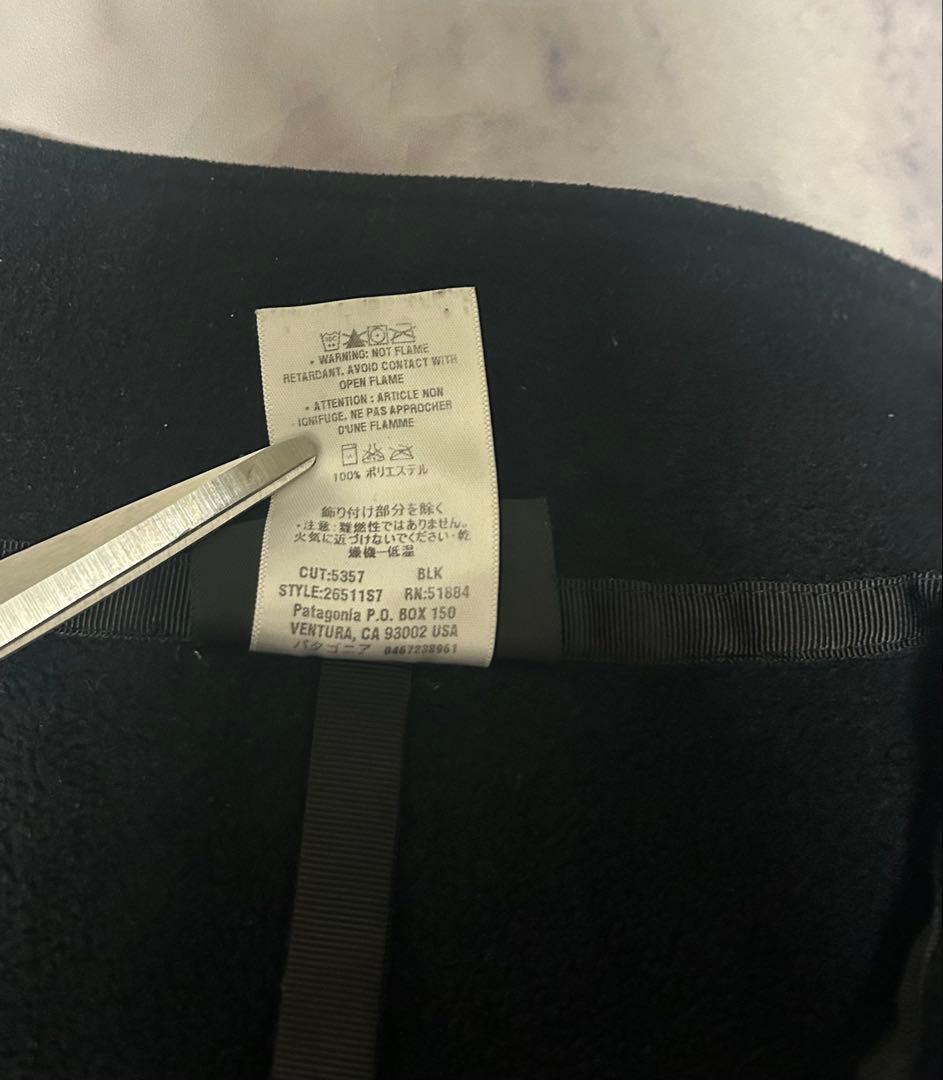 • WARNING: NOT FLAME
RETARDANT. AVOID CONTACT WITH
OPEN FLAME
• ATTENTION : ARTICLE NON
IGNIFUGE. NE PAS APPROCHER
D'UNE FLAMME
100% ポリエステル
飾り付け部分を除く
・注意:難燃性ではありません。
火気に近づけないでください・乾
燥機ー低温
CUT:5357 BLK
STYLE:26511S7 RN:51884
Patagonia P.O. BOX 150
VENTURA, CA 93002 USA
パタゴニア 0467238961